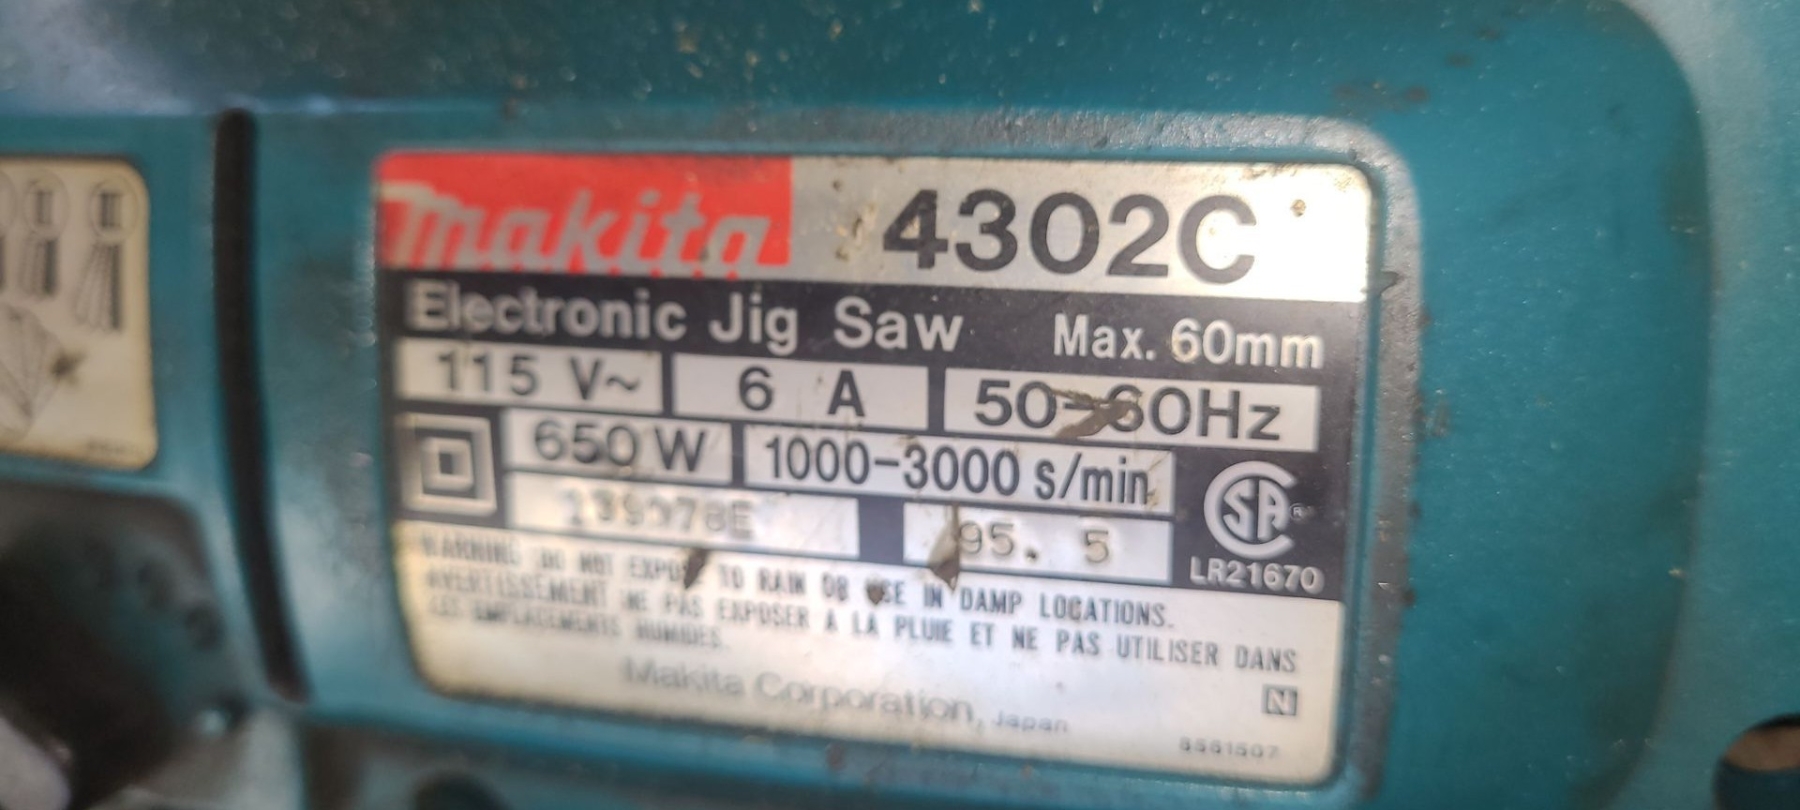 makita 4302C
Electronic Jig Saw Max. 60mm
115 V~ 6 A 50-60Hz
650 W 1000-3000 s/min
95. 5
CSA ®
LR21670
WARNING DO NOT EXPOSE TO RAIN OR USE IN DAMP LOCATIONS.
AVERTISSEMENT NE PAS EXPOSER A LA PLUIE ET NE PAS UTILISER DANS
LES EMPLACEMENTS HUMIDES.
Makita Corporation, Japan
N